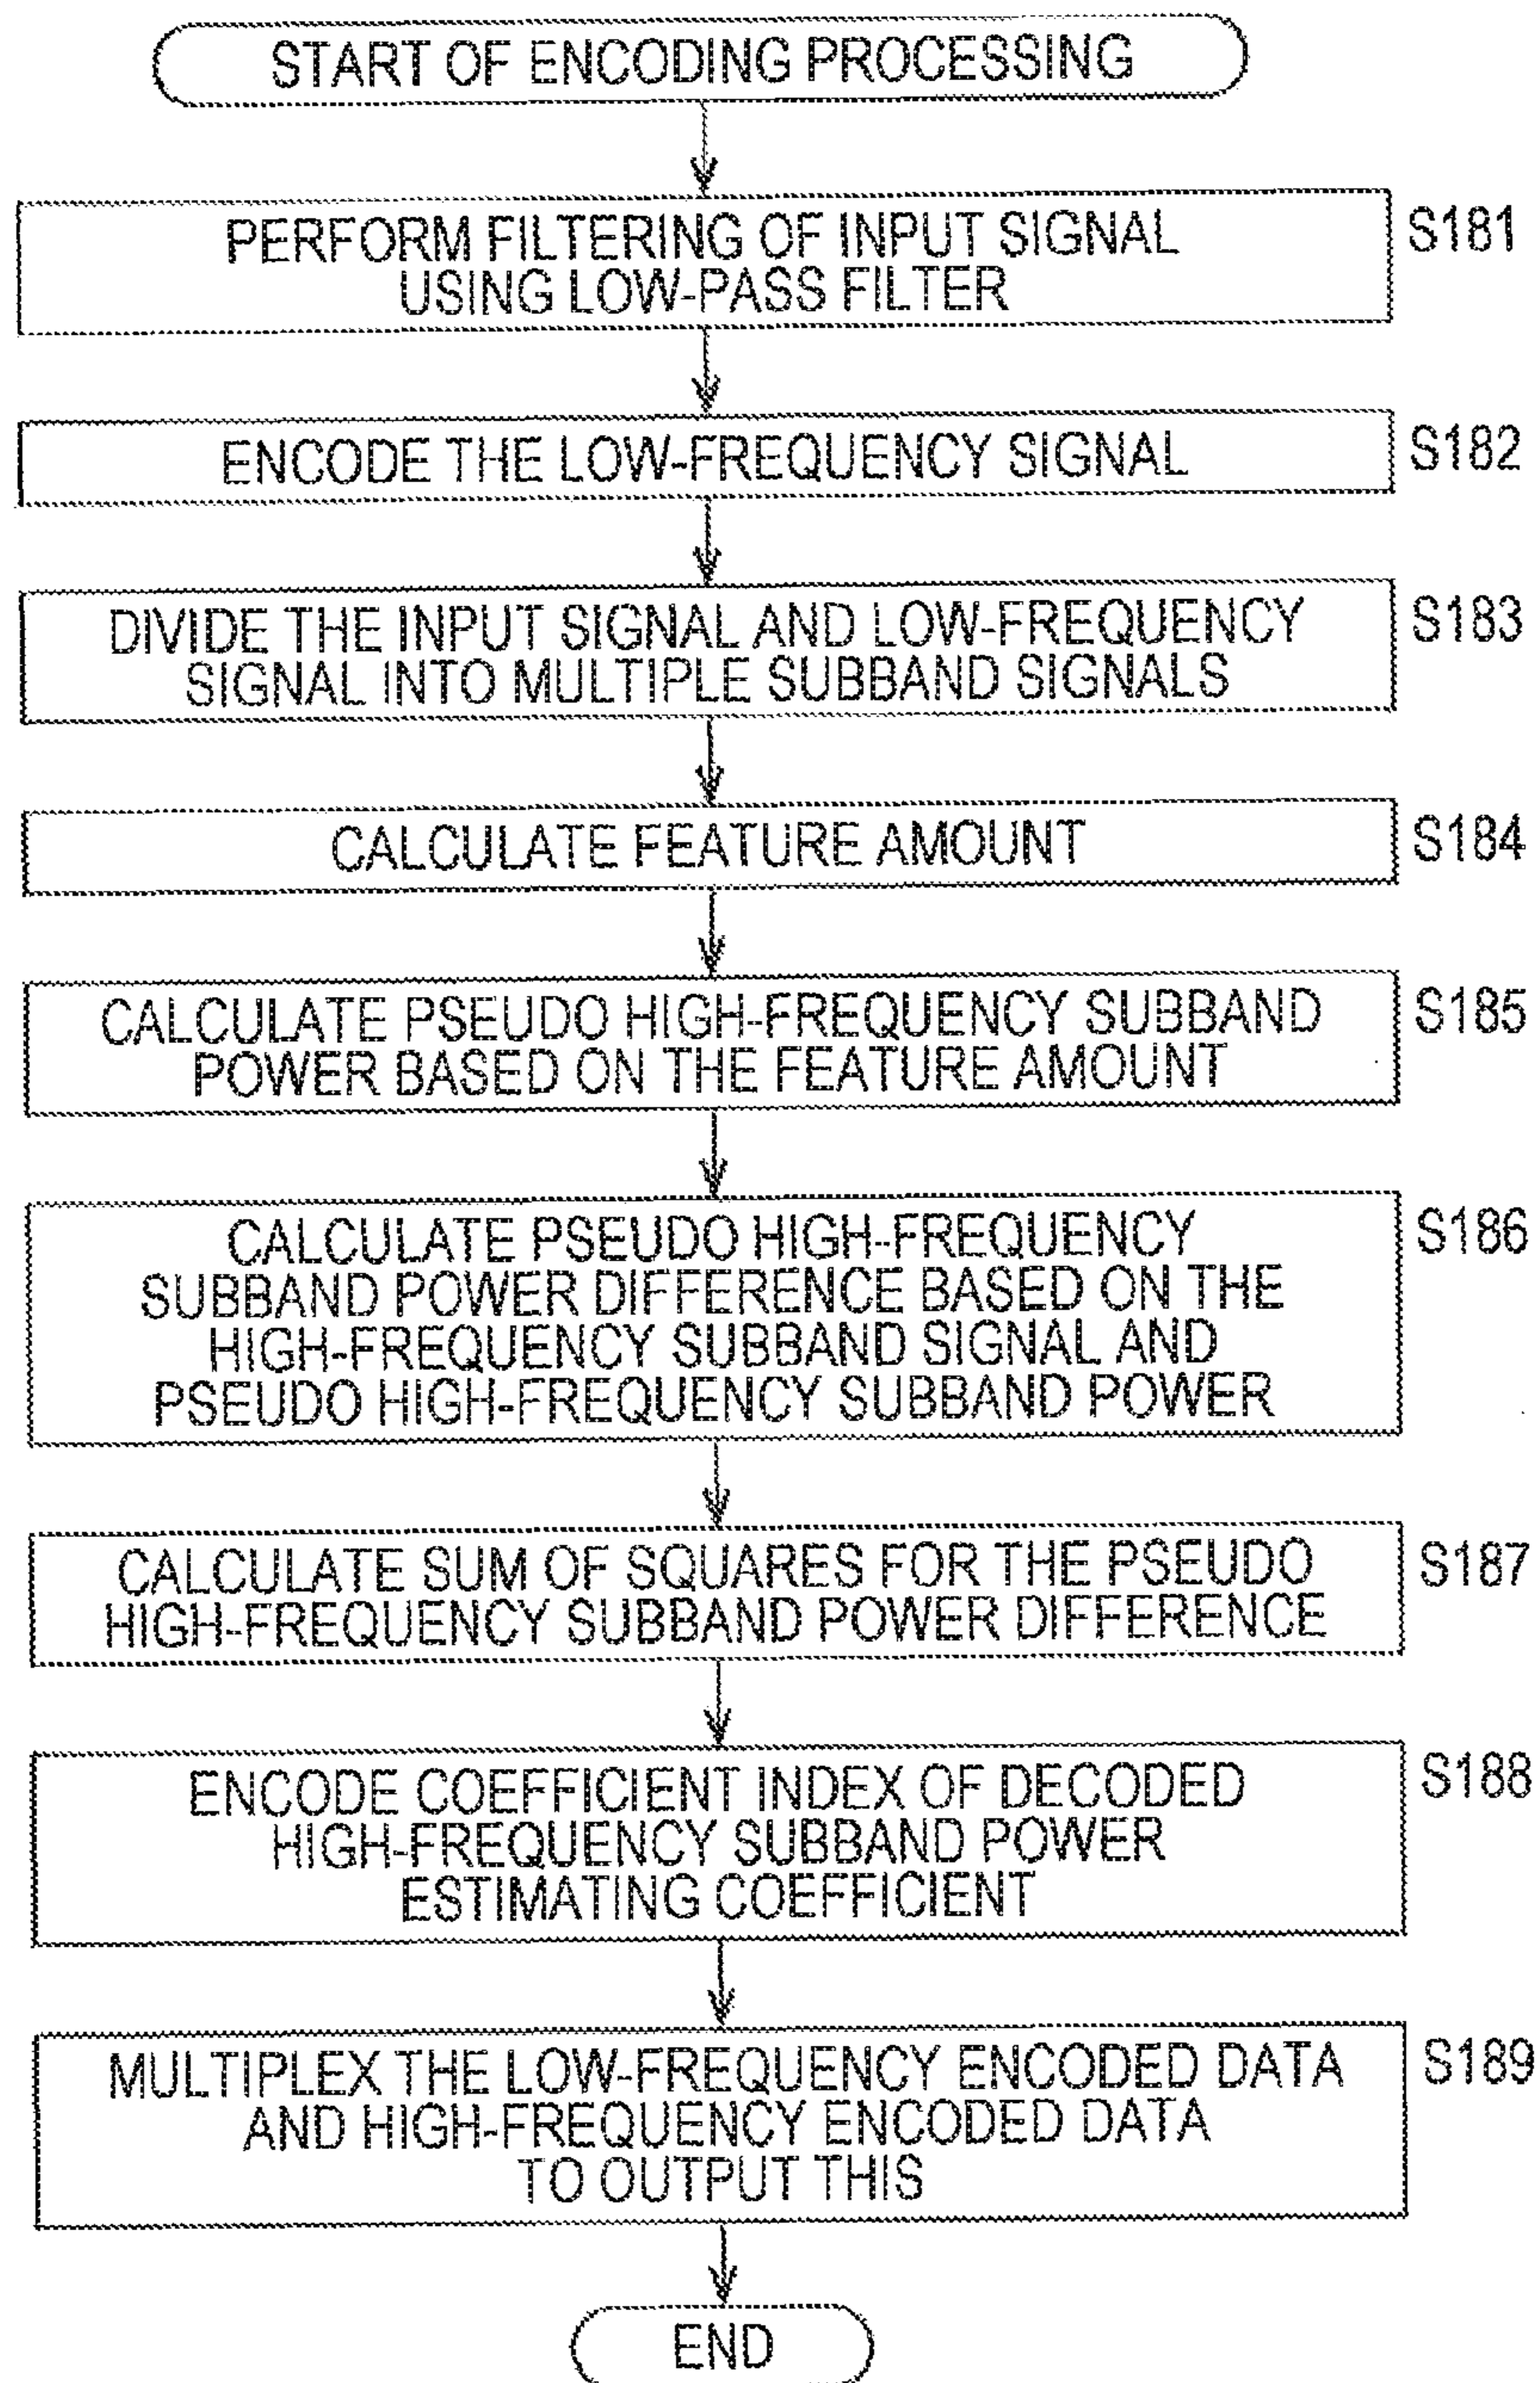 START OF ENCODING PROCESSING
PERFORM FILTERING OF INPUT SIGNAL
USING LOW-PASS FILTER
S181
ENCODE THE LOW-FREQUENCY SIGNAL
S182
DIVIDE THE INPUT SIGNAL AND LOW-FREQUENCY
SIGNAL INTO MULTIPLE SUBBAND SIGNALS
S183
CALCULATE FEATURE AMOUNT
S184
CALCULATE PSEUDO HIGH-FREQUENCY SUBBAND
POWER BASED ON THE FEATURE AMOUNT
S185
CALCULATE PSEUDO HIGH-FREQUENCY
SUBBAND POWER DIFFERENCE BASED ON THE
HIGH-FREQUENCY SUBBAND SIGNAL AND
PSEUDO HIGH-FREQUENCY SUBBAND POWER
S186
CALCULATE SUM OF SQUARES FOR THE PSEUDO
HIGH-FREQUENCY SUBBAND POWER DIFFERENCE
S187
ENCODE COEFFICIENT INDEX OF DECODED
HIGH-FREQUENCY SUBBAND POWER
ESTIMATING COEFFICIENT
S188
MULTIPLEX THE LOW-FREQUENCY ENCODED DATA
AND HIGH-FREQUENCY ENCODED DATA
TO OUTPUT THIS
S189
END